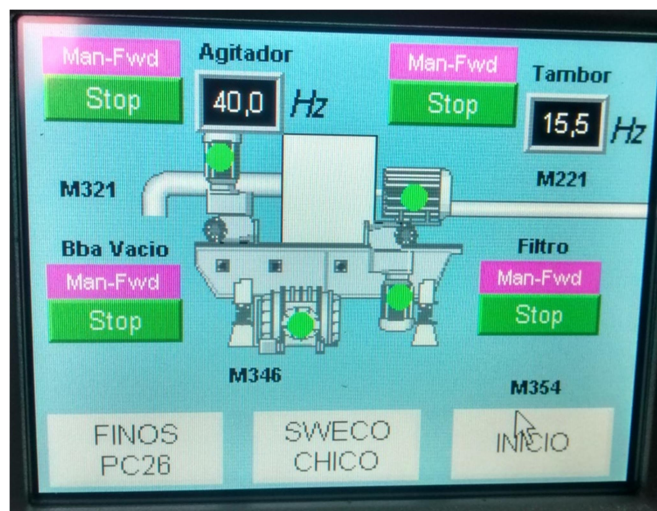 Man-Fwd
Agitador
Stop
40,0 Hz
Man-Fwd
Tambor
Stop
15,5 Hz
M321
M221
Bba Vacio
Filtro
Man-Fwd
Man-Fwd
Stop
Stop
M346
M354
FINOS
PC26
SWECO
CHICO
INICIO